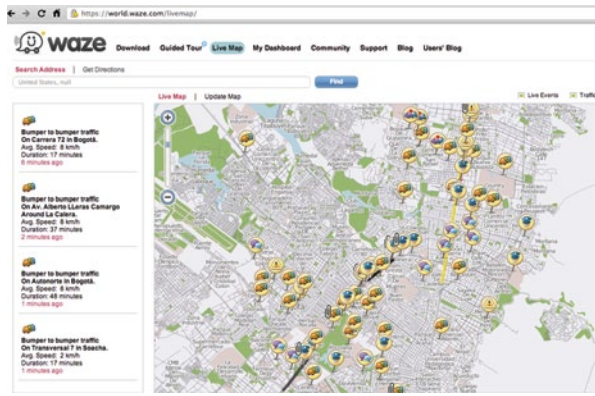 https://world.waze.com/livemap/
waze
Download Guided Tour Live Map My Dashboard Community Support Blog Users' Blog
Search Address | Get Directions
United States, null
Find
Live Map | Update Map
Live Events Traffic
Bumper to bumper traffic
On Carrera 72 in Bogotá.
Avg. Speed: 8 km/h
Duration: 17 minutes
6 minutes ago
Bumper to bumper traffic
On Av. Alberto LLeras Camargo
Around La Calera.
Avg. Speed: 8 km/h
Duration: 37 minutes
2 minutes ago
Bumper to bumper traffic
On Autonorte in Bogotá.
Avg. Speed: 8 km/h
Duration: 48 minutes
1 minutes ago
Bumper to bumper traffic
On Transversal 7 in Soacha.
Avg. Speed: 2 km/h
Duration: 17 minutes
1 minutes ago